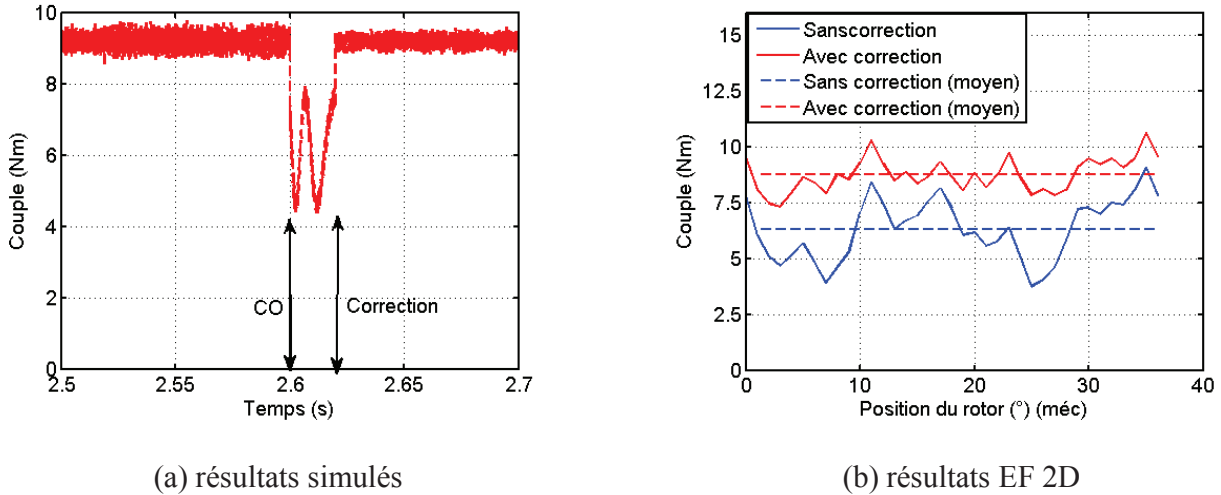 10
8
6
4
2
0
Couple (Nm)
CO
Correction
2.5
2.55
2.6
2.65
2.7
Temps (s)
(a) résultats simulés
15
12.5
10
7.5
5
2.5
0
Couple (Nm)
Sanscorrection
Avec correction
Sans correction (moyen)
Avec correction (moyen)
0
10
20
30
40
Position du rotor (°) (méc)
(b) résultats EF 2D